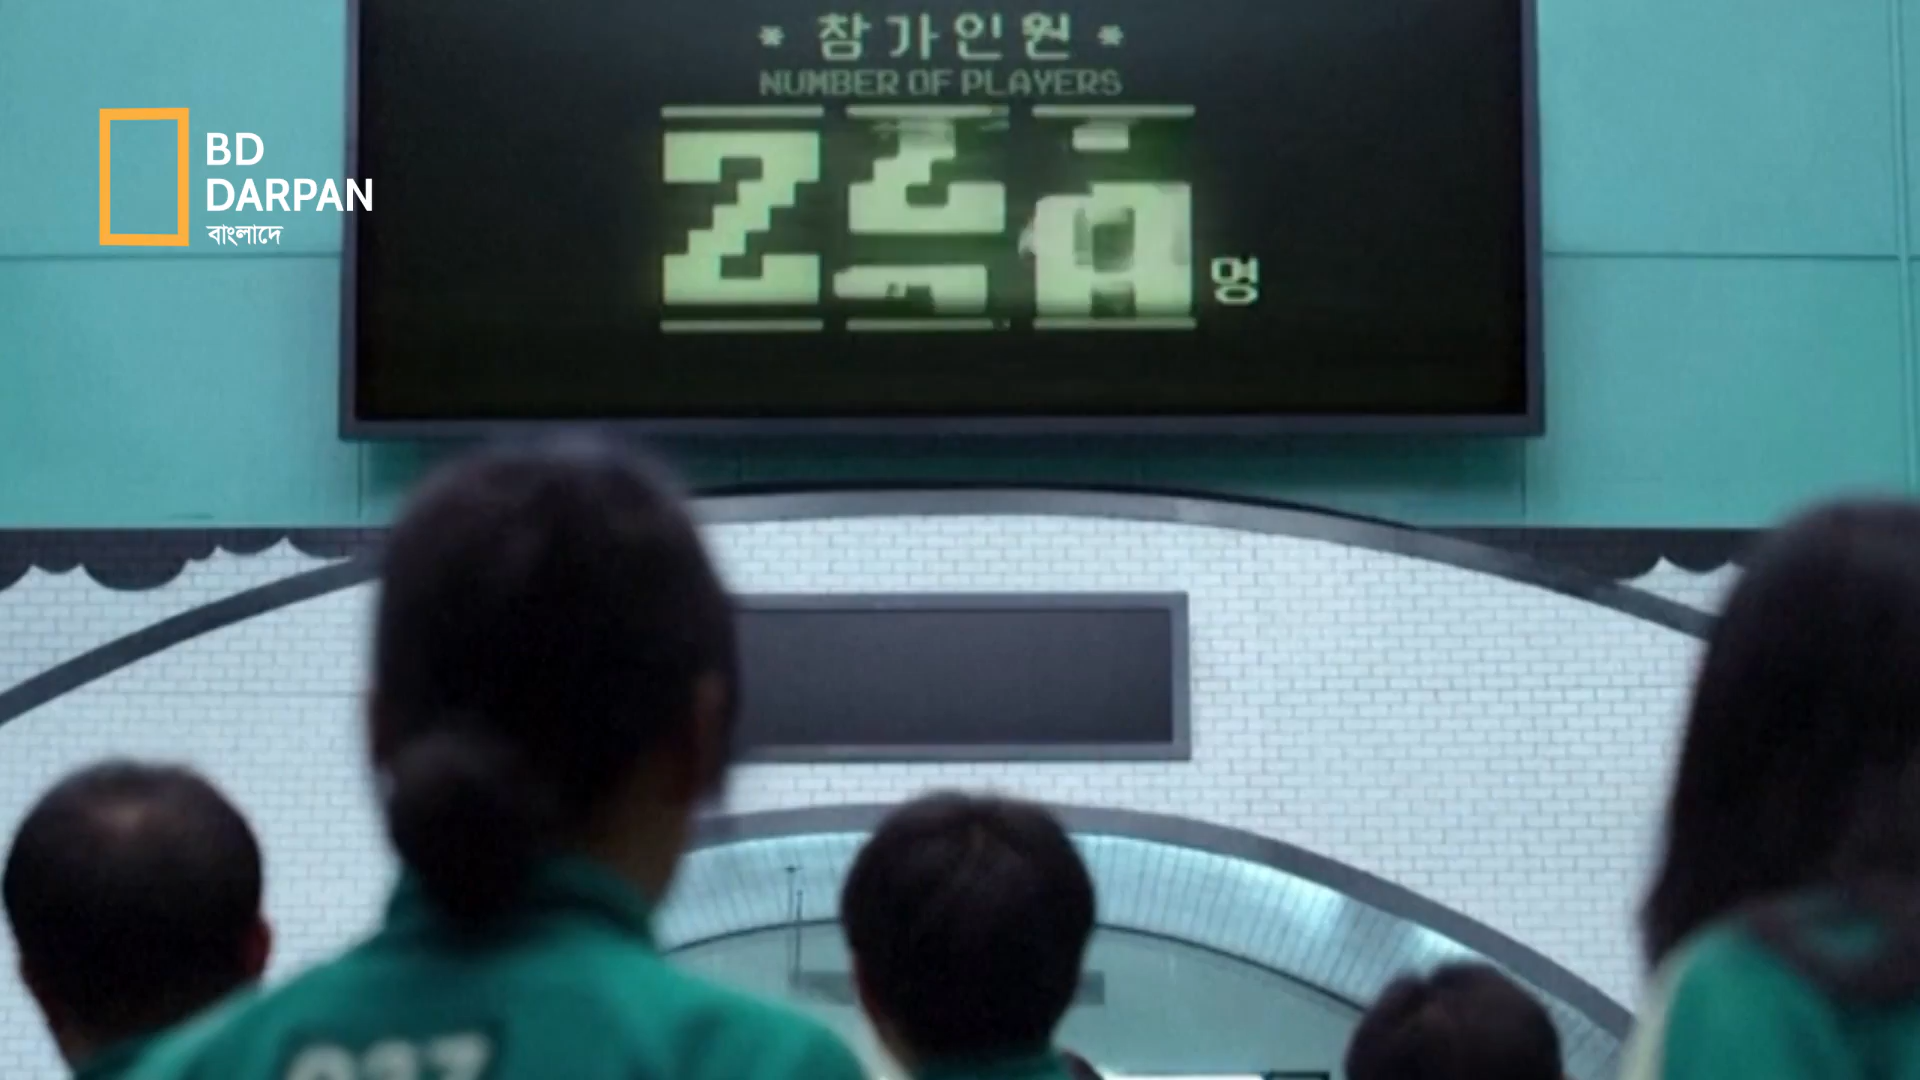 * 참가인원 *
NUMBER OF PLAYERS
명
BD
DARPAN
বাংলাদে